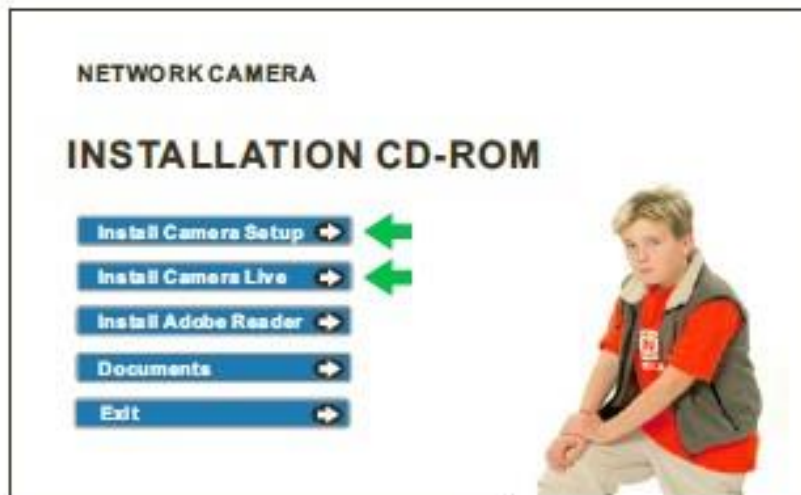 NETWORK CAMERA
INSTALLATION CD-ROM
Install Camera Setup
Install Camera Live
Install Adobe Reader
Documents
Exit